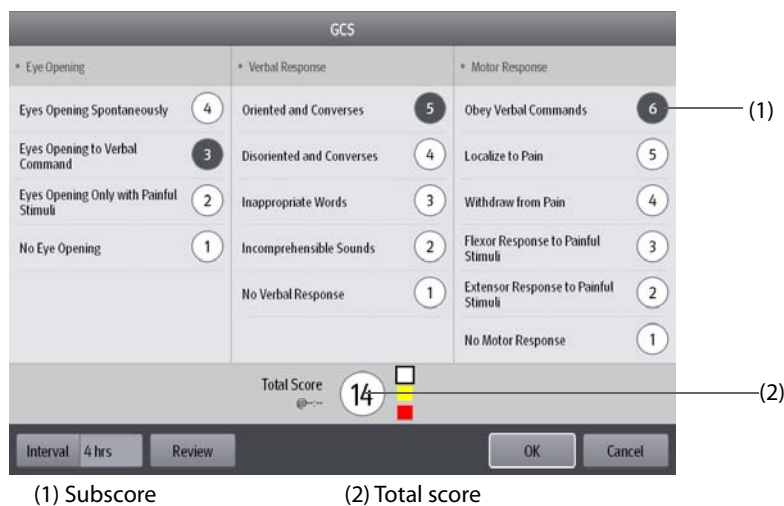 GCS
• Eye Opening
• Verbal Response
• Motor Response
Eyes Opening Spontaneously 4
Oriented and Converses 5
Obey Verbal Commands 6
(1)
Eyes Opening to Verbal
Command 3
Disoriented and Converses 4
Localize to Pain 5
Eyes Opening Only with Painful
Stimuli 2
Inappropriate Words 3
Withdraw from Pain 4
No Eye Opening 1
Incomprehensible Sounds 2
Flexor Response to Painful
Stimuli 3
No Verbal Response 1
Extensor Response to Painful
Stimuli 2
No Motor Response 1
Total Score
@--:--
14
(2)
Interval 4 hrs
Review
OK
Cancel
(1) Subscore
(2) Total score